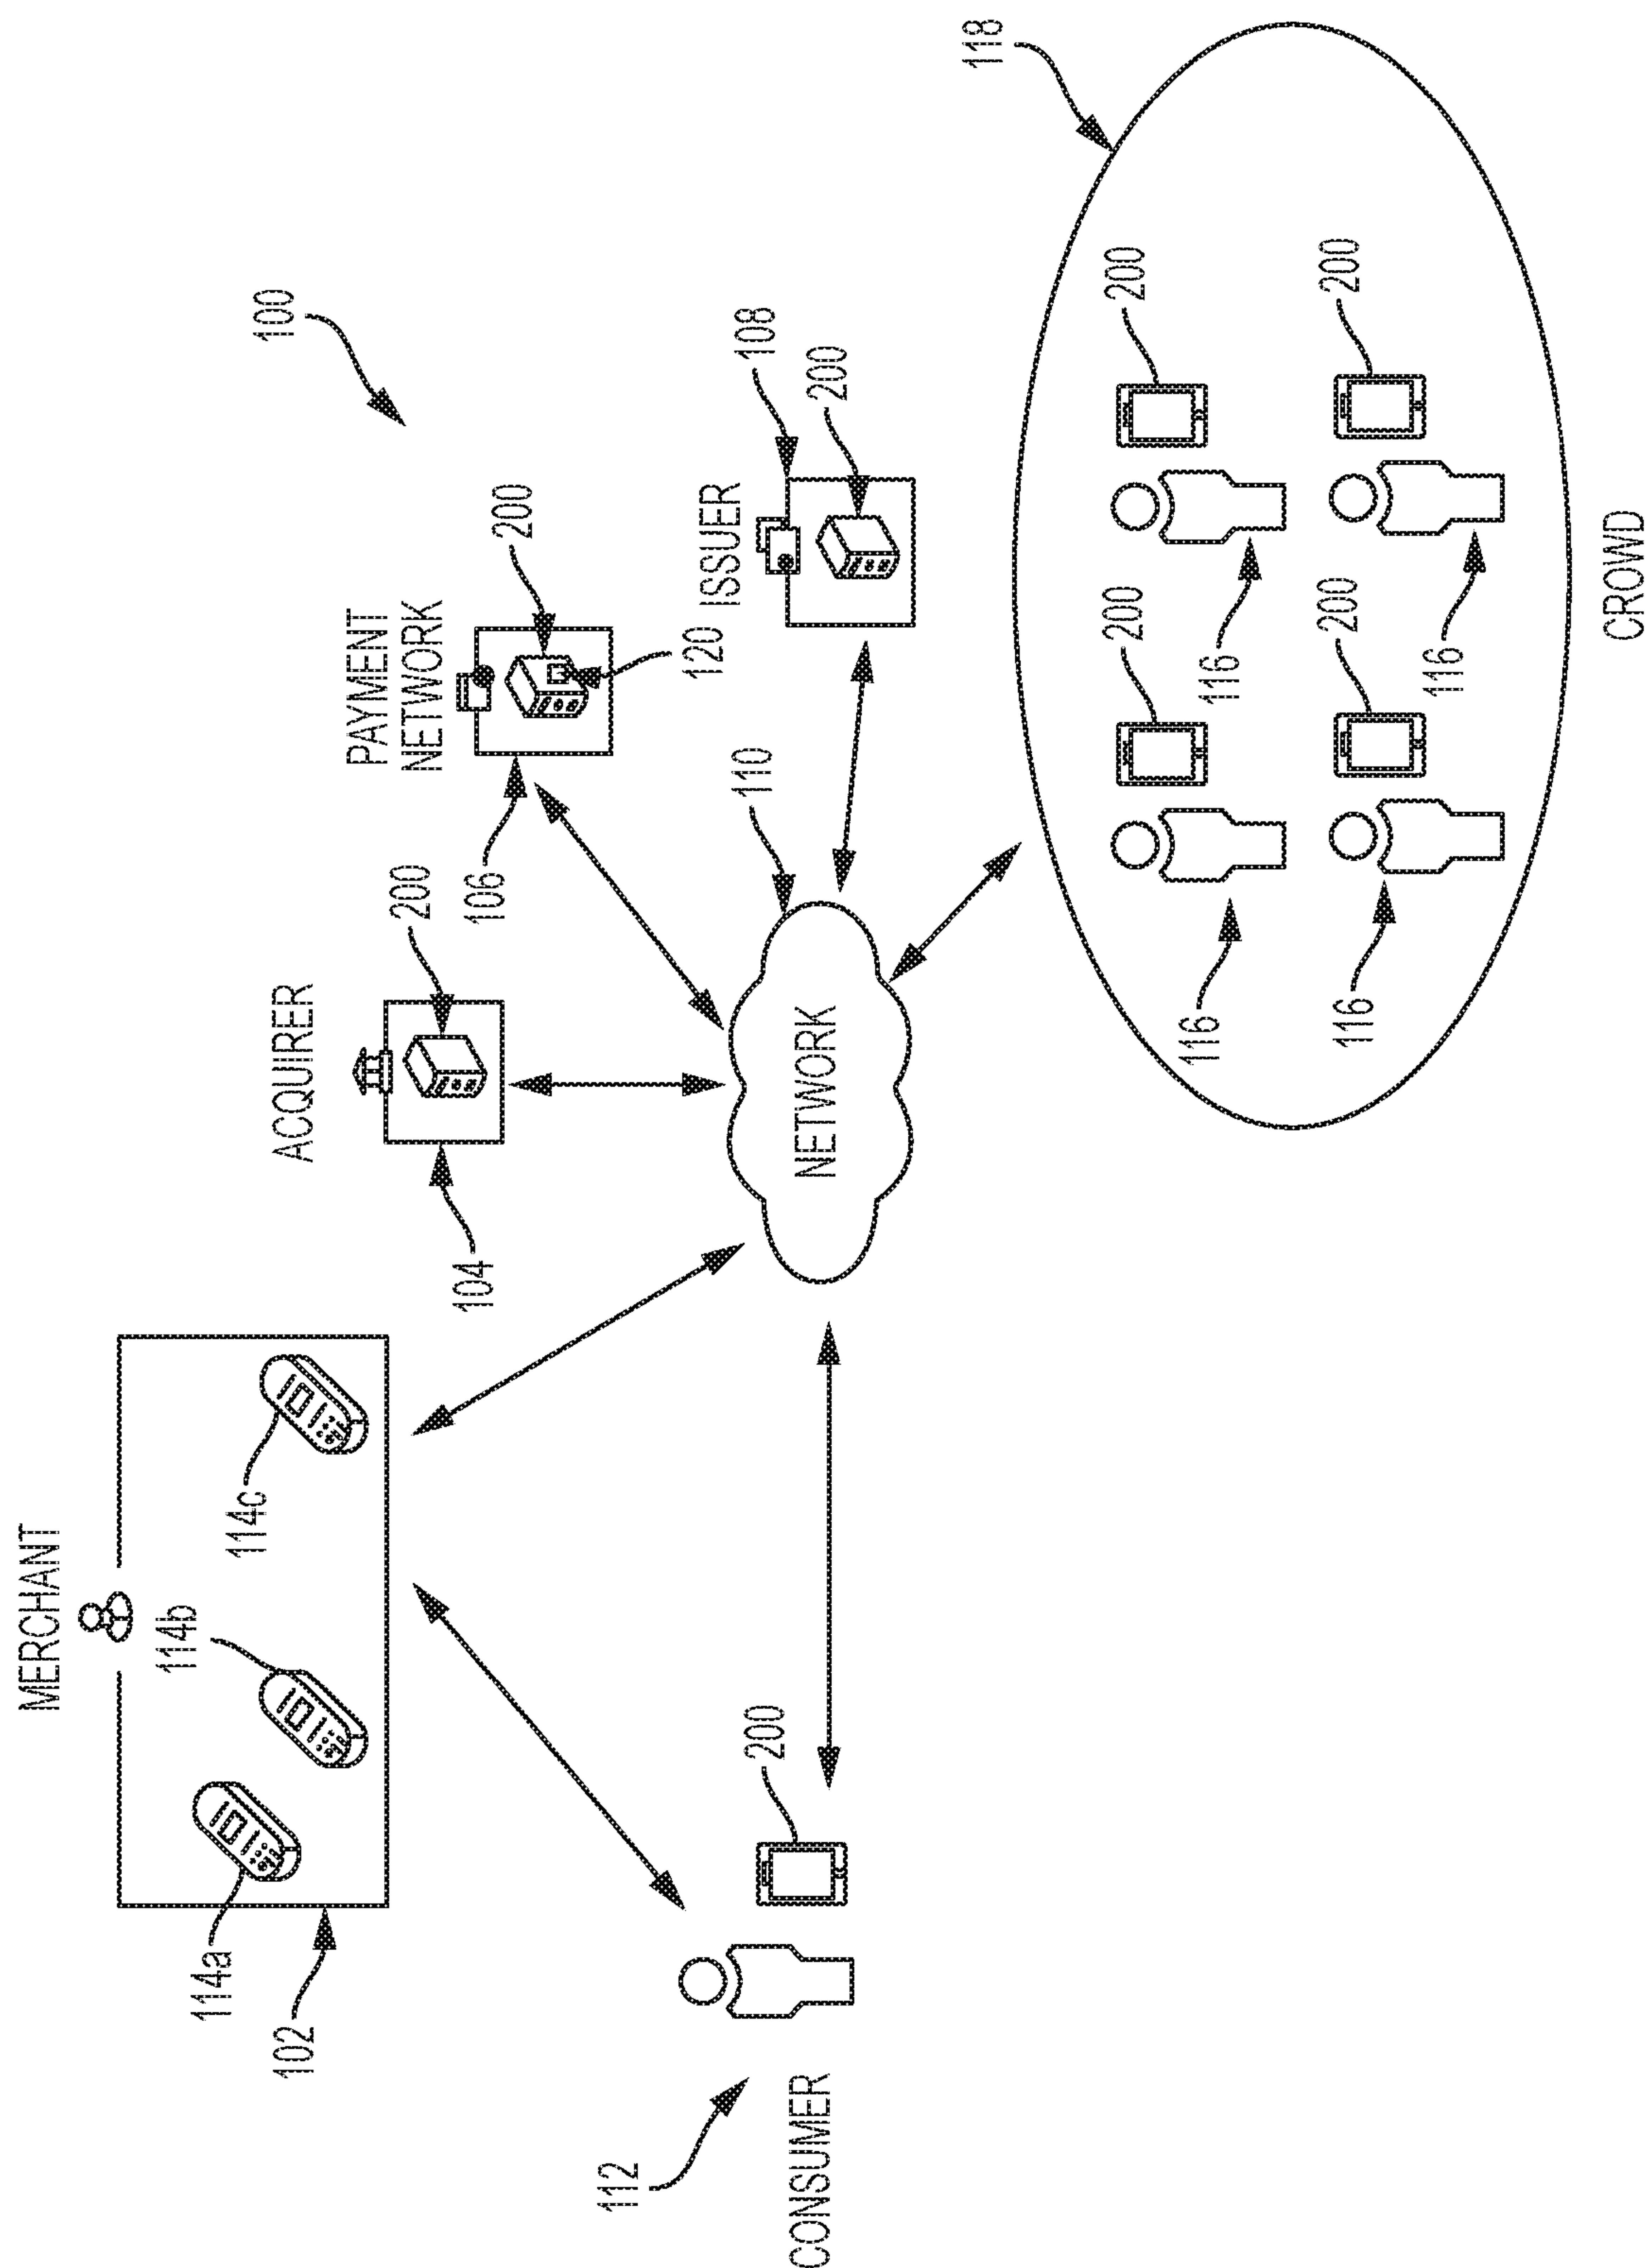 100
MERCHANT
114a
114b
114c
102
ACQUIRER
200
104
PAYMENT
NETWORK
200
106
120
ISSUER
108
200
110
NETWORK
112
200
CONSUMER
118
200
200
116
116
200
200
116
116
CROWD